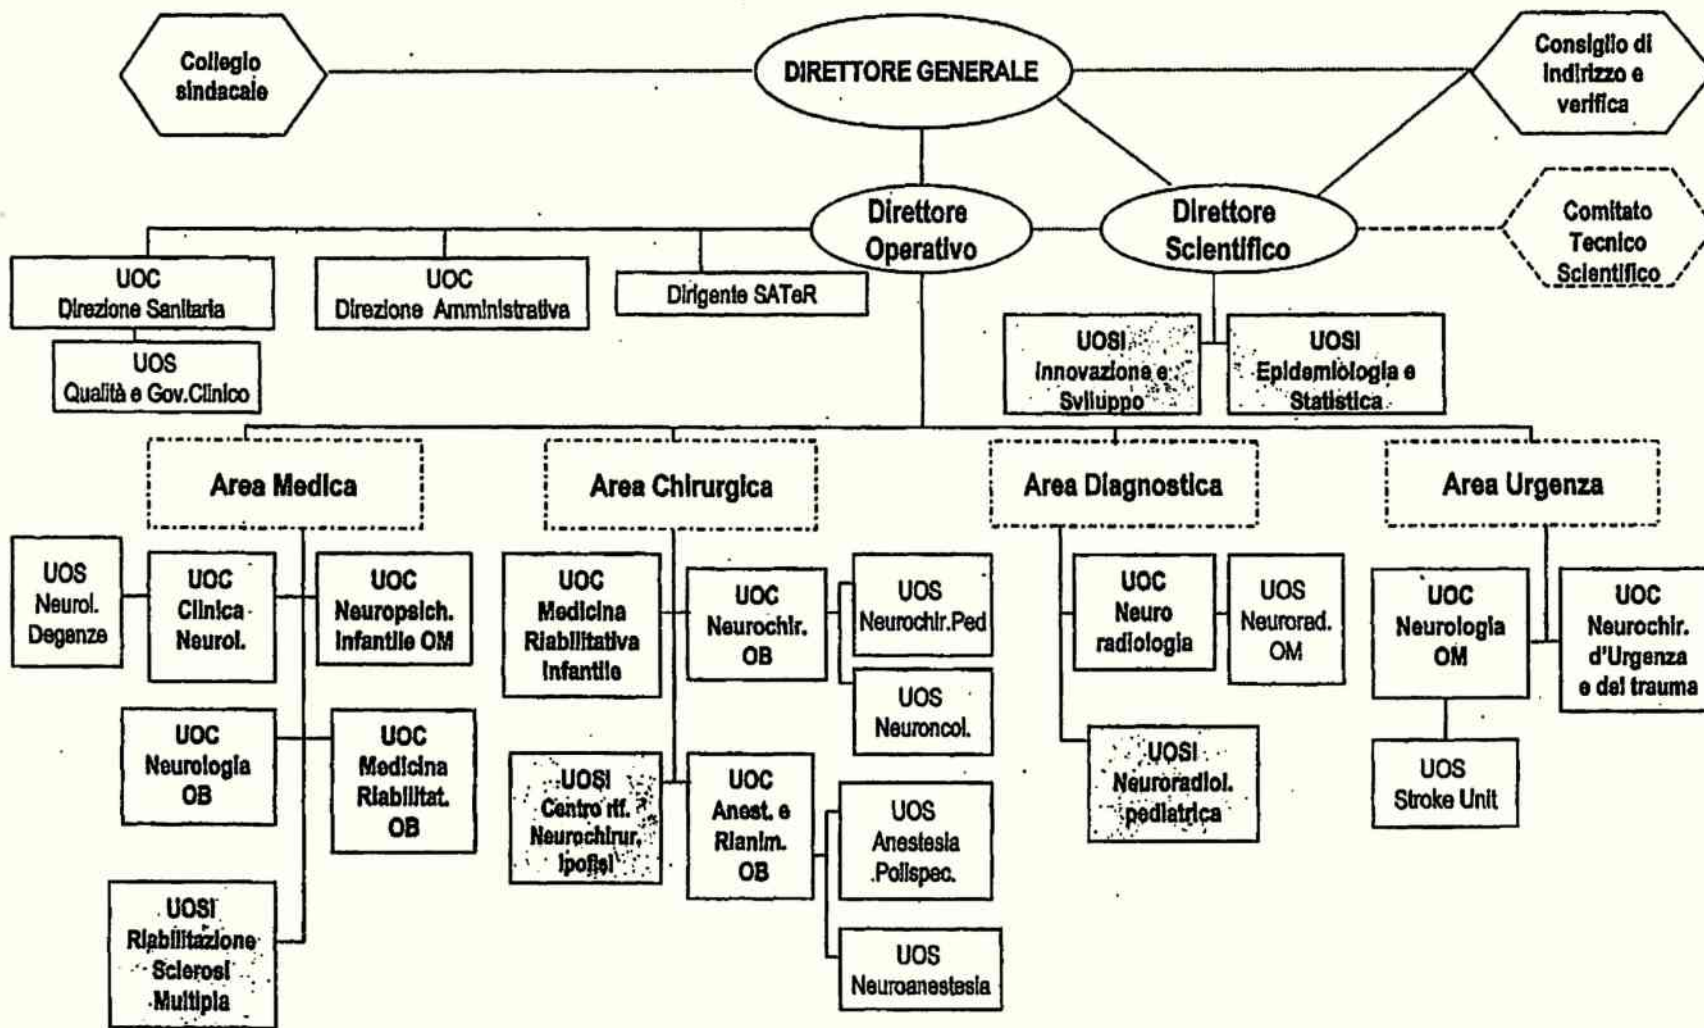 Collegio
sindacale
DIRETTORE GENERALE
Consiglio di
indirizzo e
verifica
Direttore
Operativo
Direttore
Scientifico
Comitato
Tecnico
Scientifico
UOC
Direzione Sanitaria
UOC
Direzione Amministrativa
Dirigente SATeR
UOS
Qualità e Gov.Clinico
UOSI
Innovazione e
Sviluppo
UOSI
Epidemiologia e
Statistica
Area Medica
Area Chirurgica
Area Diagnostica
Area Urgenza
UOS
Neurol.
Degenze
UOC
Clinica
Neurol.
UOC
Neuropsich.
Infantile OM
UOC
Medicina
Riabilitativa
Infantile
UOC
Neurochir.
OB
UOS
Neurochir.Ped
UOS
Neuroncol.
UOC
Neuro
radiologia
UOS
Neurorad.
OM
UOC
Neurologia
OM
UOC
Neurochir.
d'Urgenza
e del trauma
UOC
Neurologia
OB
UOC
Medicina
Riabilitat.
OB
UOSI
Centro rif.
Neurochirur.
Ipofisi
UOC
Anest. e
Rianim.
OB
UOS
Anestesia
Polispec.
UOS
Neuroanestesia
UOSI
Neuroradiol.
pediatrica
UOS
Stroke Unit
UOSI
Riabilitazione
Sclerosi
Multipla